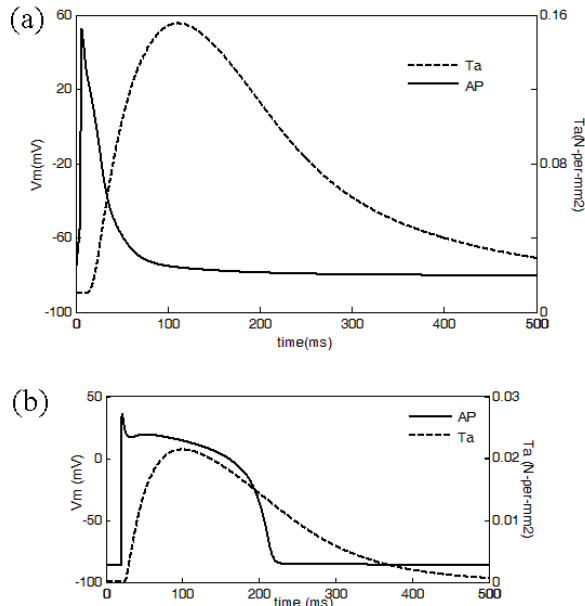 (a)
60
20
-20
-60
-100
Vm(mV)
0.16
0.08
0
Ta(N-per-mm2)
Ta
AP
0 100 200 300 400 500
time(ms)
(b)
50
0
-50
-100
Vm (mV)
0.03
0.02
0.01
0
Ta (N-per-mm2)
AP
Ta
0 100 200 300 400 500
time (ms)